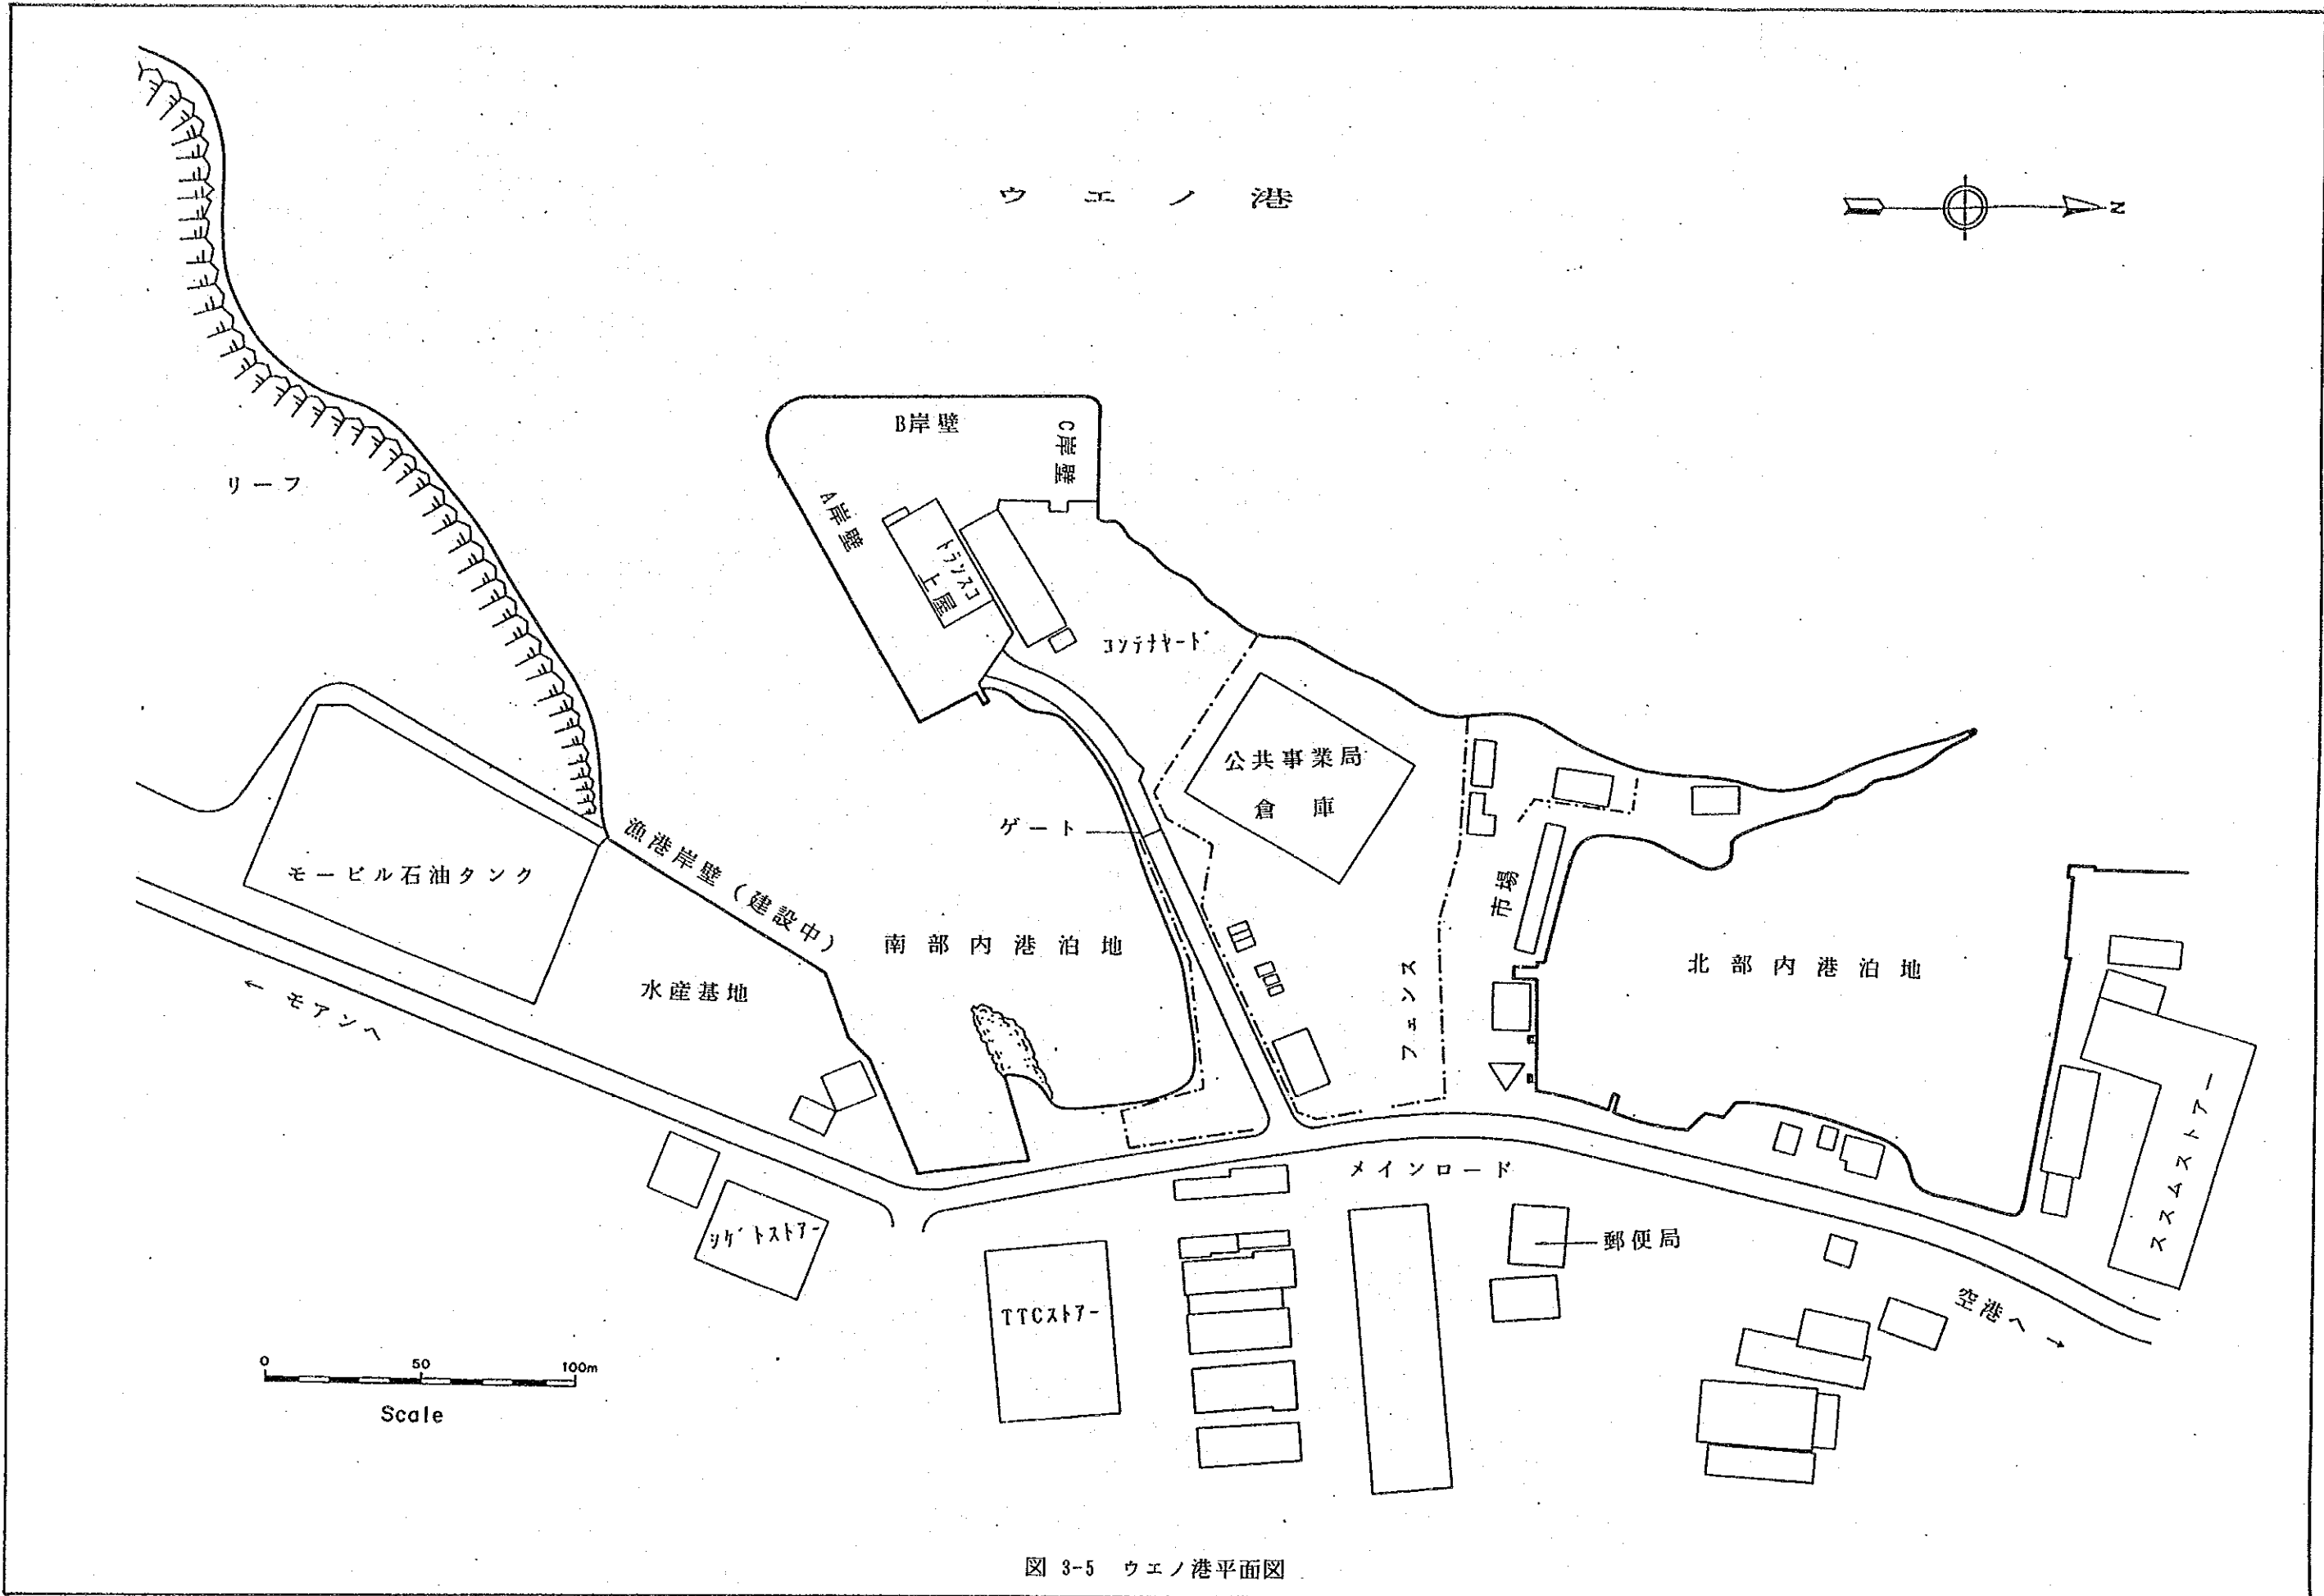 ウエノ港
N
B岸壁
C岸壁
A岸壁
リーフ
トランスコ
上屋
コンテナヤード
公共事業局
倉庫
ゲート
漁港岸壁(建設中)
モービル石油タンク
市場
南部内港泊地
北部内港泊地
水産基地
フェンス
← モアンへ
メインロード
ススムストアー
シゲトストアー
郵便局
TTCストアー
空港へ →
0 50 100m
Scale
図 3-5 ウエノ港平面図